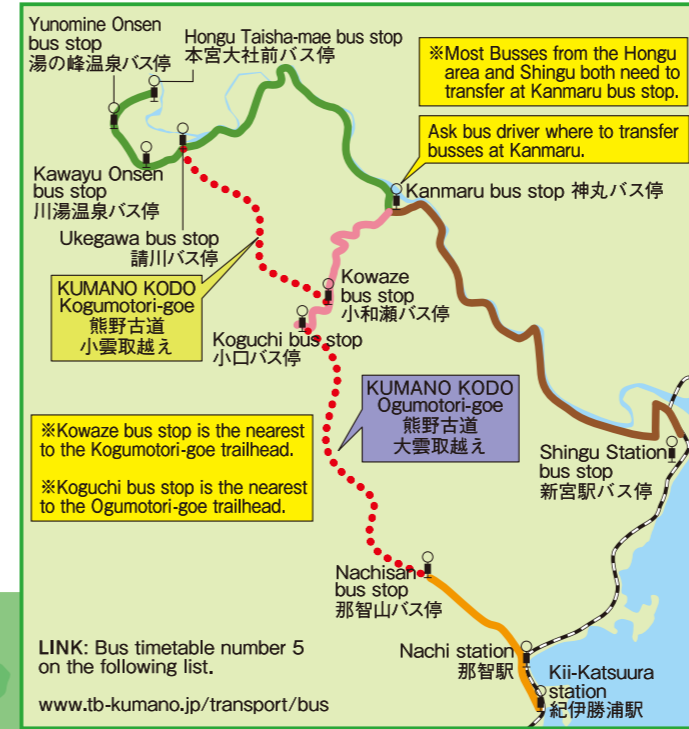 Yunomine Onsen
bus stop
湯の峰温泉バス停
Hongu Taisha-mae bus stop
本宮大社前バス停
※Most Busses from the Hongu
area and Shingu both need to
transfer at Kanmaru bus stop.
Ask bus driver where to transfer
busses at Kanmaru.
Kawayu Onsen
bus stop
川湯温泉バス停
Kanmaru bus stop 神丸バス停
Ukegawa bus stop
請川バス停
KUMANO KODO
Kogumotori-goe
熊野古道
小雲取越え
Kowaze
bus stop
小和瀬バス停
Koguchi bus stop
小口バス停
KUMANO KODO
Ogumotori-goe
熊野古道
大雲取越え
※Kowaze bus stop is the nearest
to the Kogumotori-goe trailhead.
※Koguchi bus stop is the nearest
to the Ogumotori-goe trailhead.
Shingu Station
bus stop
新宮駅バス停
Nachisan
bus stop
那智山バス停
LINK: Bus timetable number 5
on the following list.
www.tb-kumano.jp/transport/bus
Nachi station
那智駅
Kii-Katsuura
station
紀伊勝浦駅